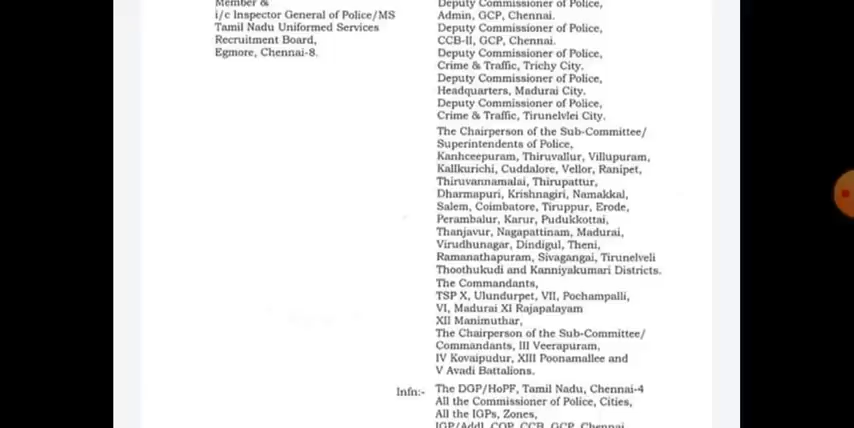 Member &
i/c Inspector General of Police/MS
Tamil Nadu Uniformed Services
Recruitment Board,
Egmore, Chennai-8.
Deputy Commissioner of Police,
Admin, GCP, Chennai.
Deputy Commissioner of Police,
CCB-II, GCP, Chennai.
Deputy Commissioner of Police,
Crime & Traffic, Trichy City.
Deputy Commissioner of Police,
Headquarters, Madurai City.
Deputy Commissioner of Police,
Crime & Traffic, Tirunelvlei City.
The Chairperson of the Sub-Committee/
Superintendents of Police,
Kanhceepuram, Thiruvallur, Villupuram,
Kallkurichi, Cuddalore, Vellor, Ranipet,
Thiruvannamalai, Thirupattur,
Dharmapuri, Krishnagiri, Namakkal,
Salem, Coimbatore, Tiruppur, Erode,
Perambalur, Karur, Pudukkottai,
Thanjavur, Nagapattinam, Madurai,
Virudhunagar, Dindigul, Theni,
Ramanathapuram, Sivagangai, Tirunelveli
Thoothukudi and Kanniyakumari Districts.
The Commandants,
TSP X, Ulundurpet, VII, Pochampalli,
VI, Madurai XI Rajapalayam
XII Manimuthar,
The Chairperson of the Sub-Committee/
Commandants, III Veerapuram,
IV Kovaipudur, XIII Poonamallee and
V Avadi Battalions.
Infn:- The DGP/HoPF, Tamil Nadu, Chennai-4
All the Commissioner of Police, Cities,
All the IGPs, Zones,
IGP/Addl. COP, CCB, GCP, Chennai